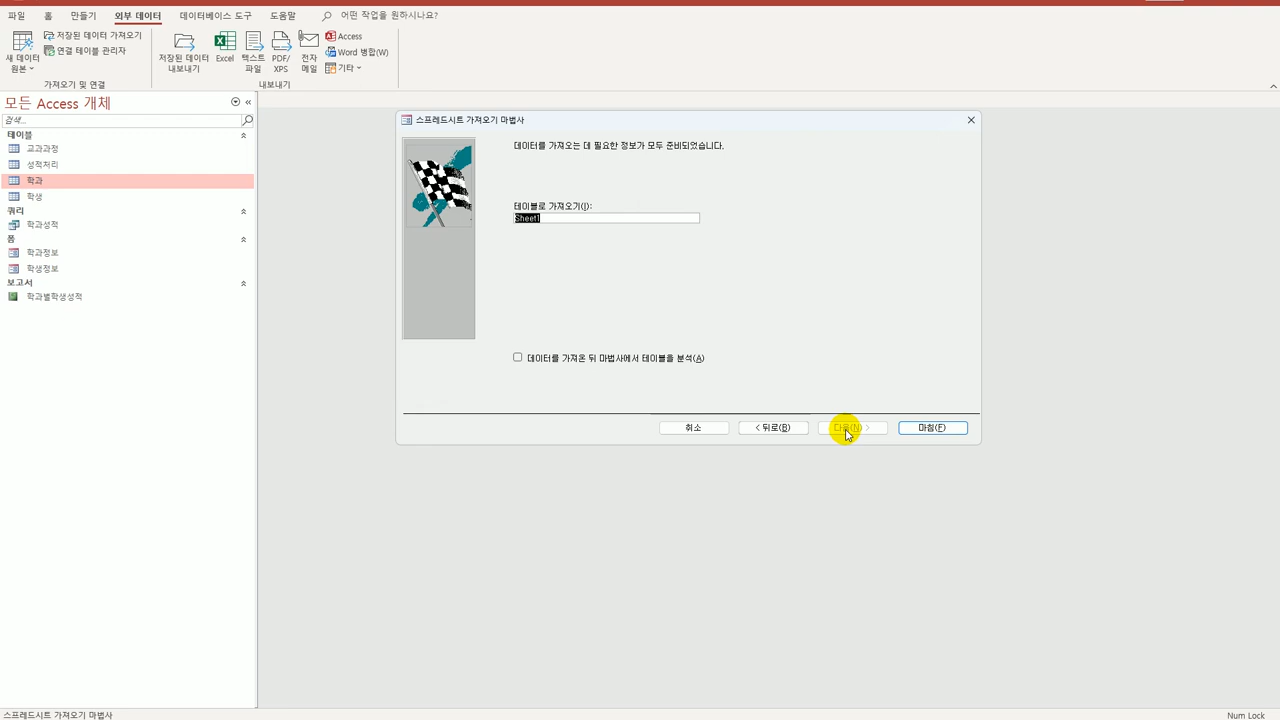 파일 홈 만들기 외부 데이터 데이터베이스 도구 도움말 어떤 작업을 원하시나요?
새 데이터 원본
저장된 데이터 가져오기
연결 테이블 관리자
가져오기 및 연결
저장된 데이터 내보내기
Excel
텍스트 파일
PDF/XPS
전자 메일
Access
Word 병합(W)
기타
내보내기
모든 Access 개체
검색...
테이블
교과과정
성적처리
학과
학생
쿼리
학과성적
폼
학과정보
학생정보
보고서
학과별학생성적
스프레드시트 가져오기 마법사
데이터를 가져오는 데 필요한 정보가 모두 준비되었습니다.
테이블로 가져오기(I):
Sheet1
데이터를 가져온 뒤 마법사에서 테이블을 분석(A)
취소 < 뒤로(B) 다음(N) > 마침(F)
스프레드시트 가져오기 마법사 Num Lock